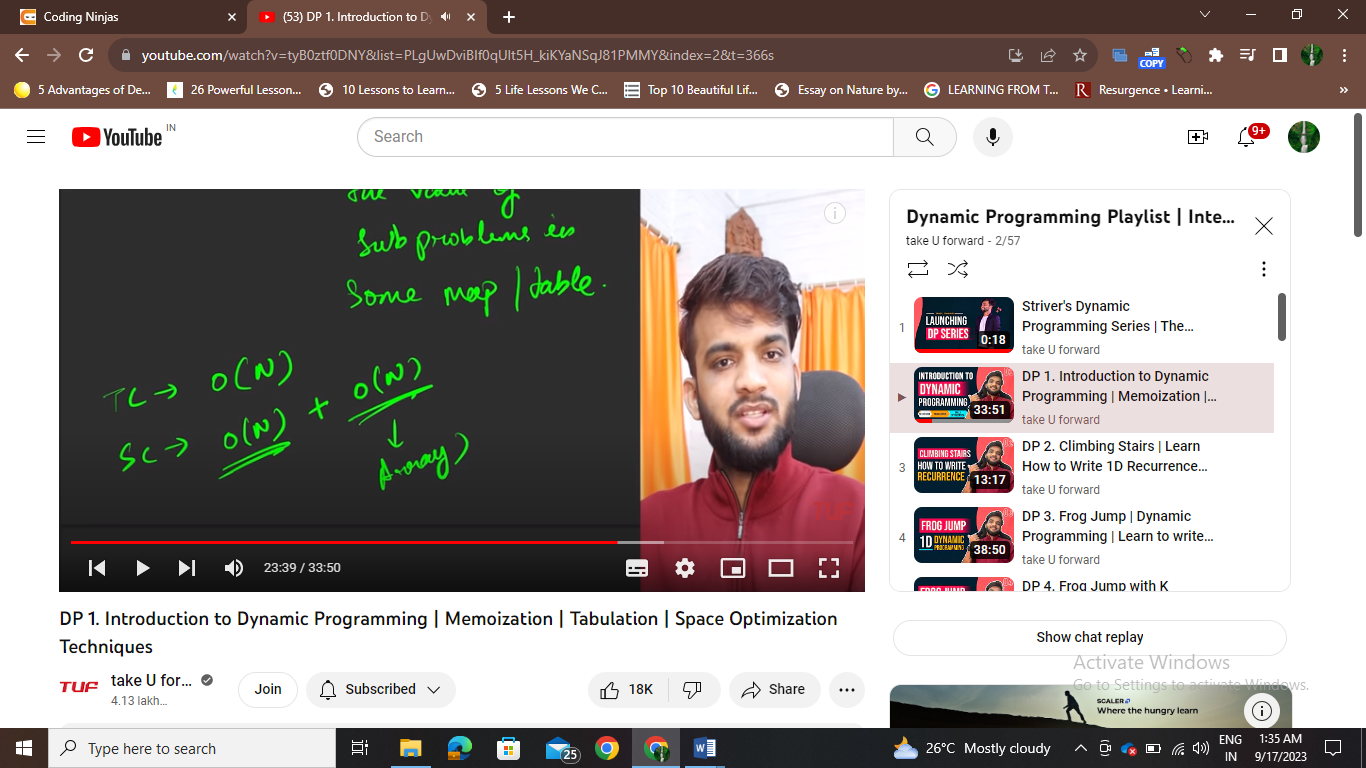 Coding Ninjas
(53) DP 1. Introduction to D
youtube.com/watch?v=tyB0ztf0DNY&list=PLgUwDviBIf0qUlt5H_kiKYaNSqJ81PMMY&index=2&t=366s
COPY
5 Advantages of De...
26 Powerful Lesson...
10 Lessons to Learn...
5 Life Lessons We C...
Top 10 Beautiful Lif...
Essay on Nature by...
LEARNING FROM T...
Resurgence • Learni...
»
YouTube IN
Search
9+
the value of
sub problems in
some map / table.
TC → O(N)
SC → O(N) + O(N)
↓
Array
TUF
23:39 / 33:50
Dynamic Programming Playlist | Inte...
take U forward - 2/57
1
LAUNCHING
DP SERIES
0:18
Striver's Dynamic
Programming Series | The...
take U forward
INTRODUCTION TO
DYNAMIC
PROGRAMMING
33:51
DP 1. Introduction to Dynamic
Programming | Memoization |...
take U forward
3
CLIMBING STAIRS
HOW TO WRITE
RECURRENCE
13:17
DP 2. Climbing Stairs | Learn
How to Write 1D Recurrence...
take U forward
4
FROG JUMP
1D DYNAMIC
PROGRAMMING
38:50
DP 3. Frog Jump | Dynamic
Programming | Learn to write...
take U forward
FROG JUMP
DP 4. Frog Jump with K
DP 1. Introduction to Dynamic Programming | Memoization | Tabulation | Space Optimization
Techniques
TUF
take U for...
4.13 lakh...
Join
Subscribed
18K
Share
Show chat replay
Activate Windows
Go to Settings to activate Windows.
SCALER
Where the hungry learn
Type here to search
25
26°C Mostly cloudy
ENG
IN
1:35 AM
9/17/2023